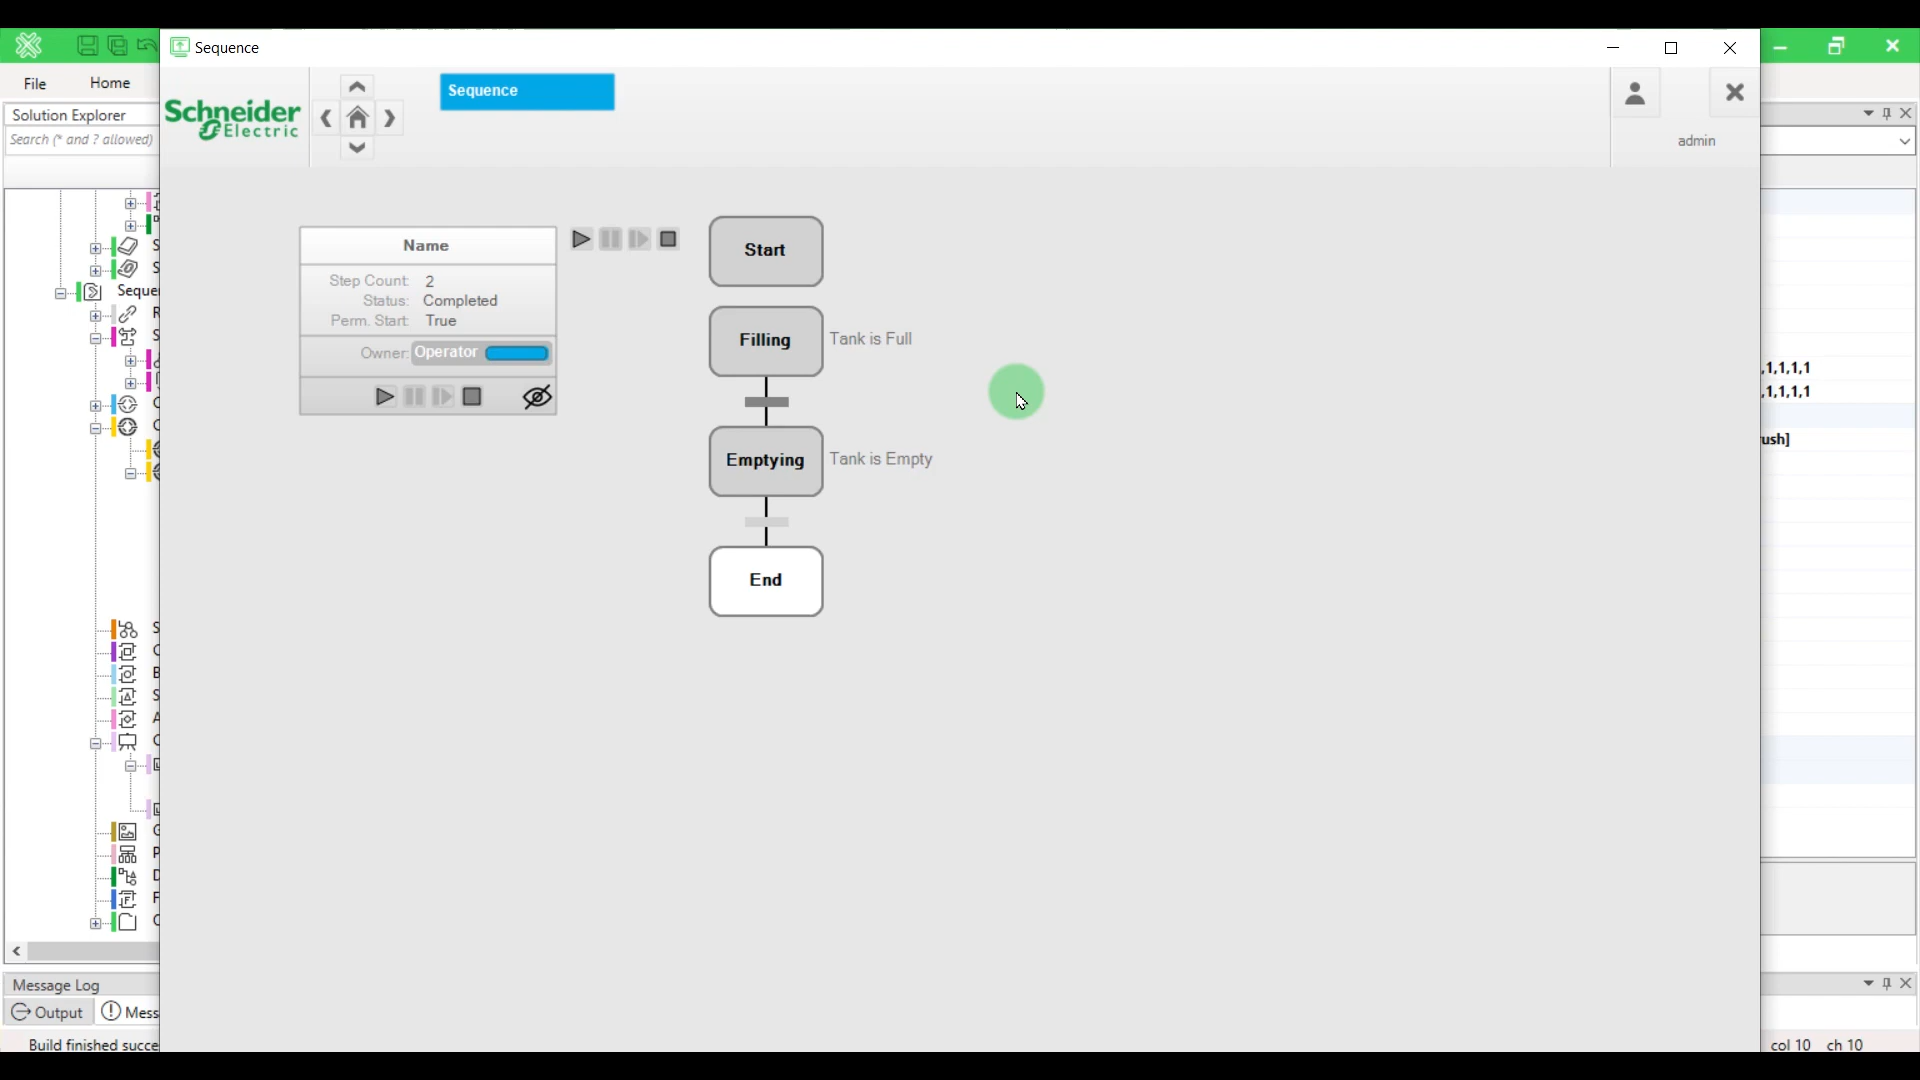 Sequence
File
Home
Solution Explorer
Search (* and ? allowed)
Schneider
Electric
Sequence
admin
Name
Step Count: 2
Status: Completed
Perm. Start: True
Owner: Operator
Start
Filling
Tank is Full
Emptying
Tank is Empty
End
,1,1,1,1
,1,1,1,1
Message Log
Output
Build finished
col 10 ch 10